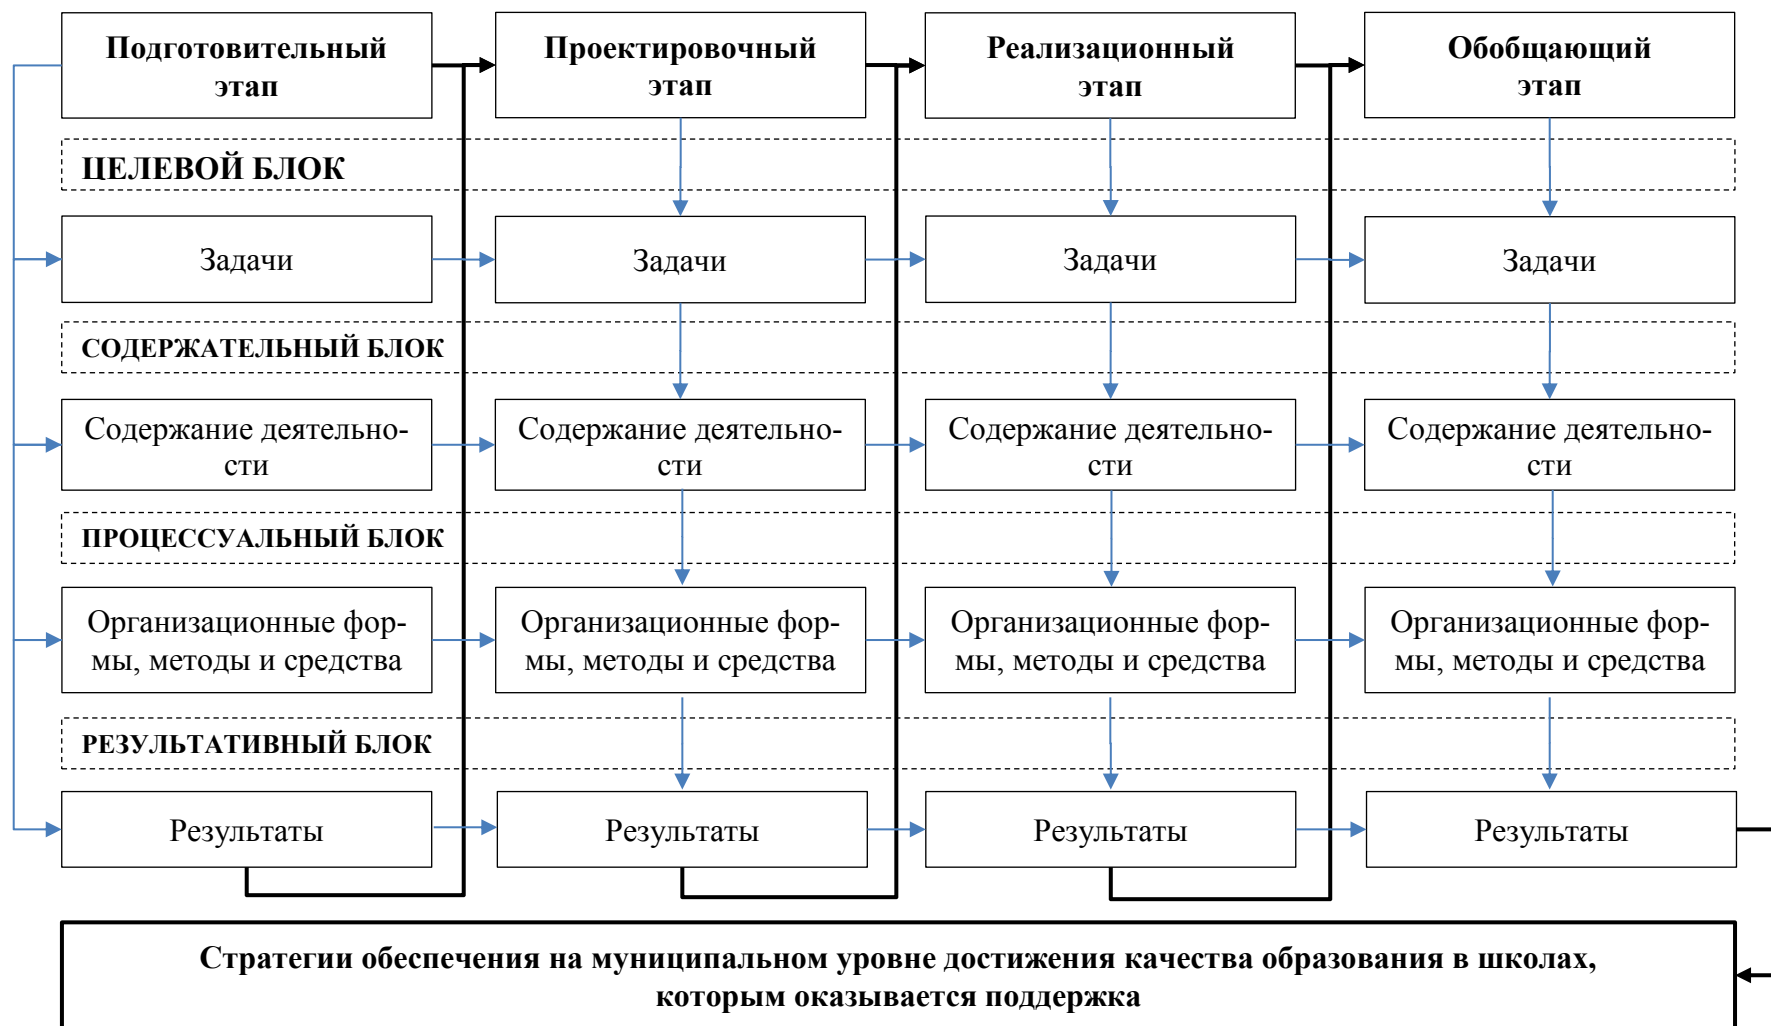 Подготовительный
этап
Проектировочный
этап
Реализационный
этап
Обобщающий
этап
ЦЕЛЕВОЙ БЛОК
Задачи
Задачи
Задачи
Задачи
СОДЕРЖАТЕЛЬНЫЙ БЛОК
Содержание деятельно-
сти
Содержание деятельно-
сти
Содержание деятельно-
сти
Содержание деятельно-
сти
ПРОЦЕССУАЛЬНЫЙ БЛОК
Организационные фор-
мы, методы и средства
Организационные фор-
мы, методы и средства
Организационные фор-
мы, методы и средства
Организационные фор-
мы, методы и средства
РЕЗУЛЬТАТИВНЫЙ БЛОК
Результаты
Результаты
Результаты
Результаты
Стратегии обеспечения на муниципальном уровне достижения качества образования в школах,
которым оказывается поддержка